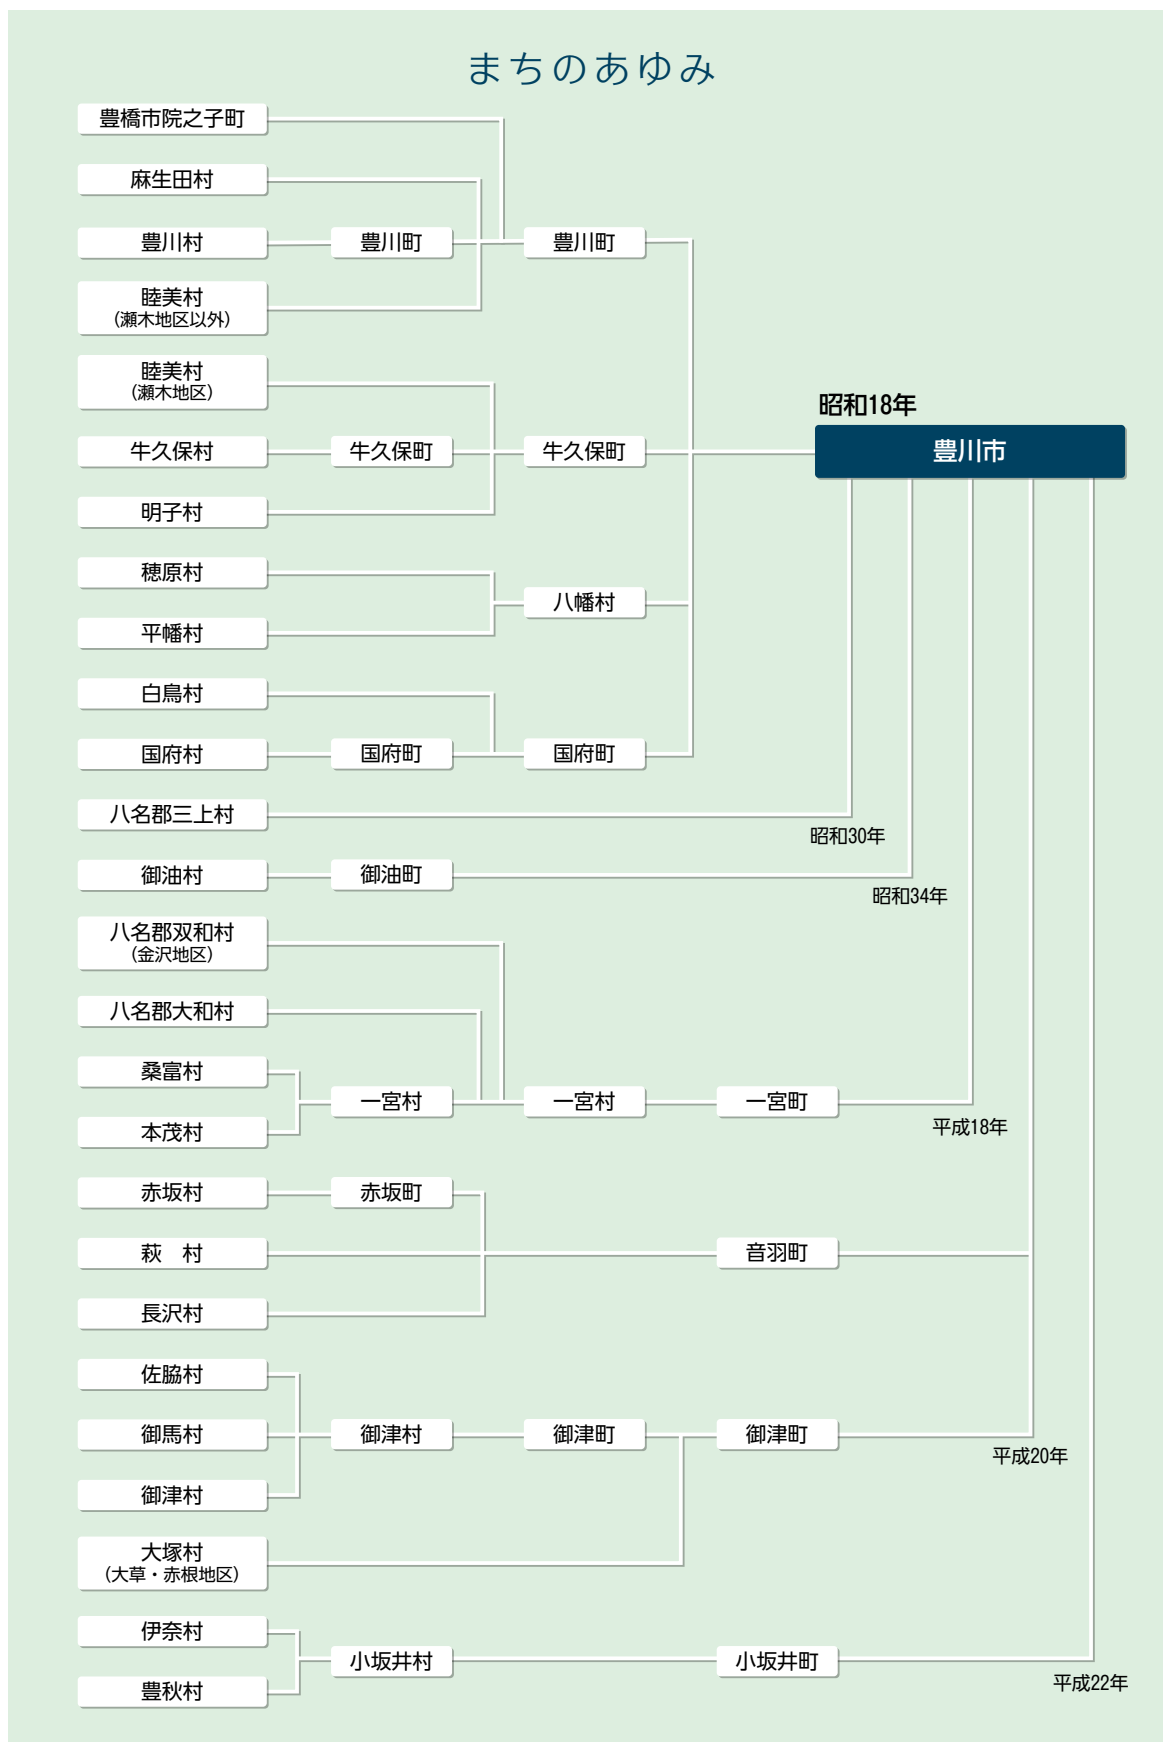 まちのあゆみ
豊橋市院之子町
麻生田村
豊川村
豊川町
豊川町
睦美村
(瀬木地区以外)
睦美村
(瀬木地区)
昭和18年
牛久保村
牛久保町
牛久保町
豊川市
明子村
穂原村
八幡村
平幡村
白鳥村
国府村
国府町
国府町
八名郡三上村
昭和30年
御油村
御油町
昭和34年
八名郡双和村
(金沢地区)
八名郡大和村
桑富村
一宮村
一宮村
一宮町
本茂村
平成18年
赤坂村
赤坂町
萩　村
音羽町
長沢村
佐脇村
御馬村
御津村
御津町
御津町
平成20年
御津村
大塚村
(大草・赤根地区)
伊奈村
小坂井村
小坂井町
豊秋村
平成22年